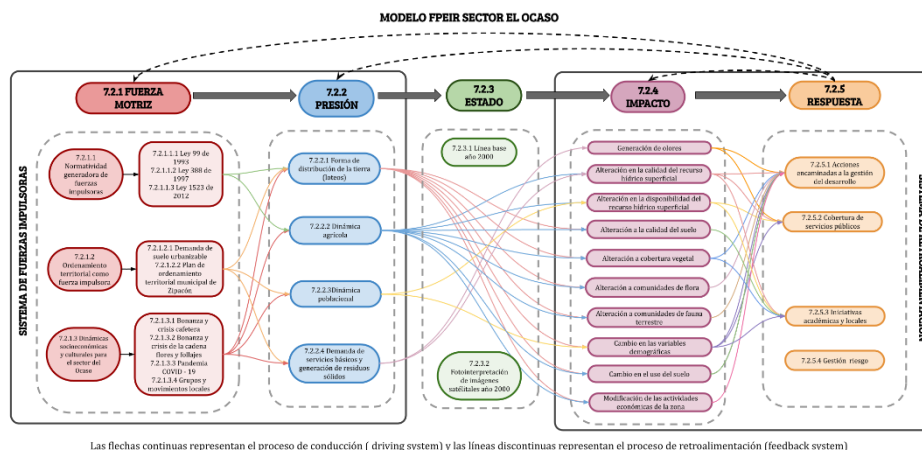 MODELO FPEIR SECTOR EL OCASO
7.2.1 FUERZA
MOTRIZ
7.2.2
PRESIÓN
7.2.3
ESTADO
7.2.4
IMPACTO
7.2.5
RESPUESTA
SISTEMA DE FUERZAS IMPULSORAS
7.2.1.1
Normatividad
generadora de
fuerzas
impulsoras
7.2.1.1.1 Ley 99 de
1993
7.2.1.1.2 Ley 388 de
1997
7.2.1.1.3 Ley 1523 de
2012
7.2.1.2
Ordenamiento
territorial como
fuerza impulsora
7.2.1.2.1 Demanda de
suelo urbanizable
7.2.1.2.2 Plan de
ordenamiento
territorial municipal de
Zipacón
7.2.1.3 Dinámicas
socioeconómicas
y culturales para
el sector del
Ocaso
7.2.1.3.1 Bonanza y
crisis cafetera
7.2.1.3.2 Bonanza y
crisis de la cadena
flores y follajes
7.2.1.3.3 Pandemia
COVID - 19
7.2.1.3.4 Grupos y
movimientos locales
7.2.2.1 Forma de
distribución de la tierra
(loteos)
7.2.2.2 Dinámica
agrícola
7.2.2.3Dinámica
poblacional
7.2.2.4 Demanda de
servicios básicos y
generación de residuos
sólidos
7.2.3.1 Línea base
año 2000
7.2.3.2
Fotointerpretación
de imágenes
satelitales año 2000
Generación de olores
Alteración en la calidad del recurso
hídrico superficial
Alteración en la disponibilidad del
recurso hídrico superficial
Alteración a la calidad del suelo
Alteración a cobertura vegetal
Alteración a comunidades de flora
Alteración a comunidades de fauna
terrestre
Cambio en las variables
demográficas
Cambio en el uso del suelo
Modificación de las actividades
económicas de la zona
7.2.5.1 Acciones
encaminadas a la gestión
del desarrollo
7.2.5.2 Cobertura de
servicios públicos
7.2.5.3 Iniciativas
académicas y locales
7.2.5.4 Gestión riesgo
Las flechas continuas representan el proceso de conducción ( driving system) y las líneas discontinuas representan el proceso de retroalimentación (feedback system)